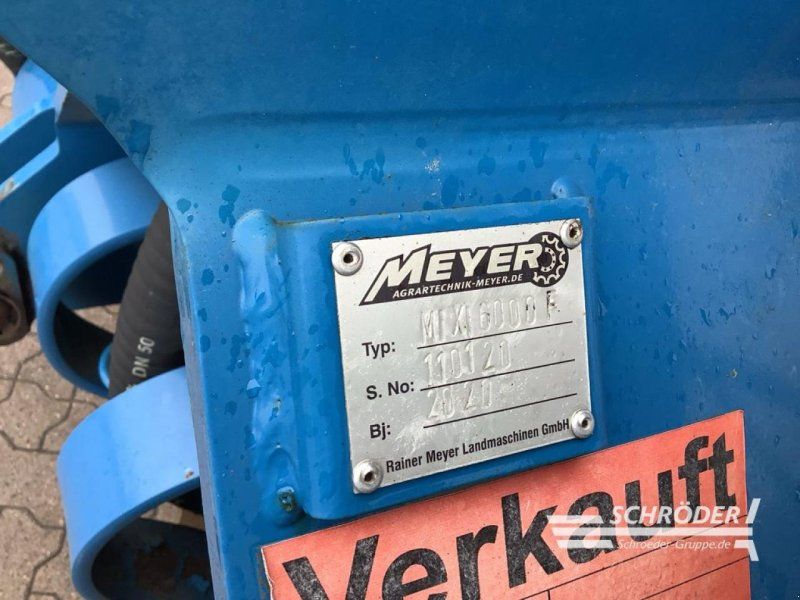 MEYER
AGRARTECHNIK-MEYER.DE
Typ: 6000 F
S. No: 110120
Bj: 2020
Rainer Meyer Landmaschinen GmbH
DN 50
Verkauft
SCHRÖDER
Schroeder-Gruppe.de